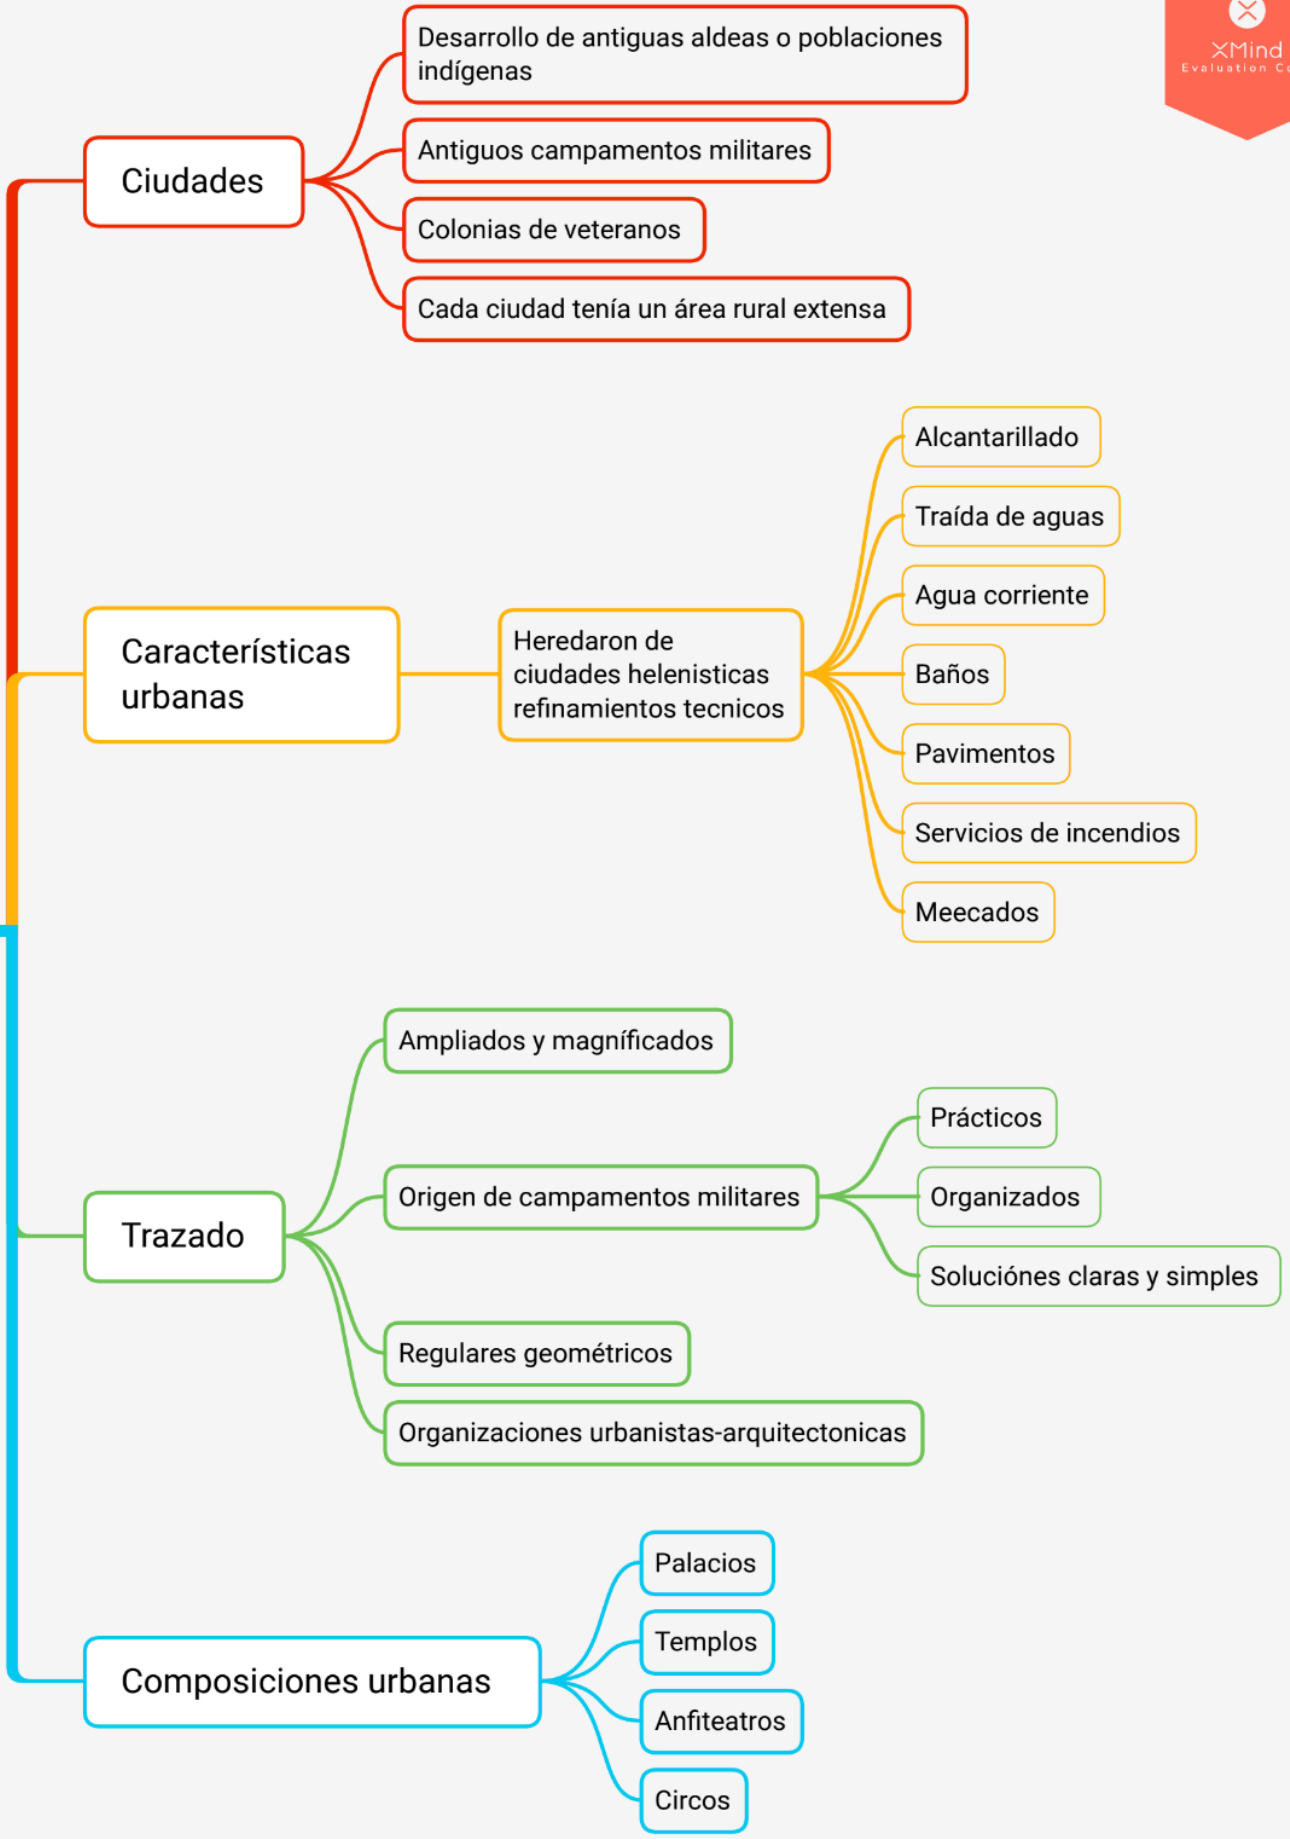 XMind
Evaluation
Desarrollo de antiguas aldeas o poblaciones
indígenas
Antiguos campamentos militares
Ciudades
Colonias de veteranos
Cada ciudad tenía un área rural extensa
Características
urbanas
Heredaron de
ciudades helenisticas
refinamientos tecnicos
Alcantarillado
Traída de aguas
Agua corriente
Baños
Pavimentos
Servicios de incendios
Meecados
Trazado
Ampliados y magníficados
Origen de campamentos militares
Prácticos
Organizados
Soluciónes claras y simples
Regulares geométricos
Organizaciones urbanistas-arquitectonicas
Composiciones urbanas
Palacios
Templos
Anfiteatros
Circos